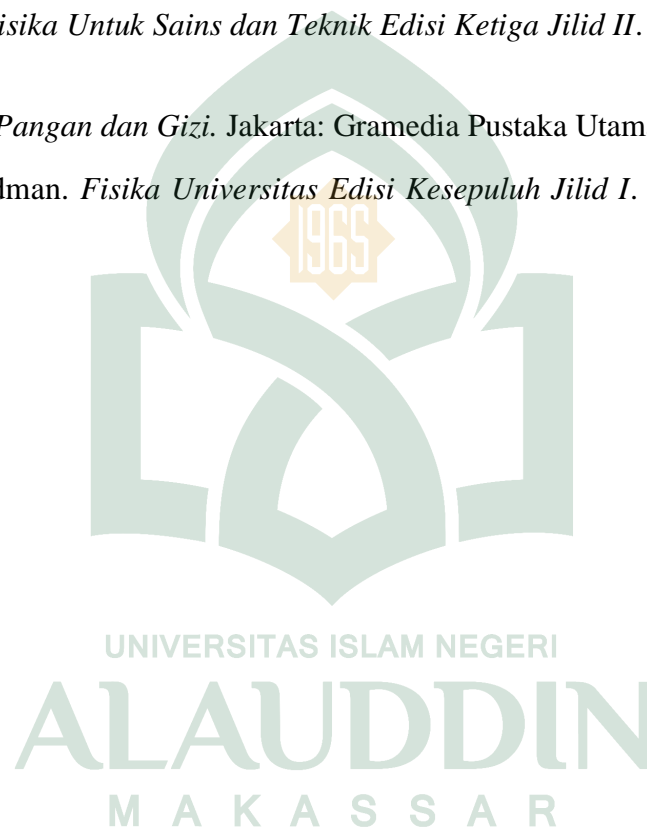 isika Untuk Sains dan Teknik Edisi Ketiga Jilid II.
Pangan dan Gizi. Jakarta: Gramedia Pustaka Utam
dman. Fisika Universitas Edisi Kesepuluh Jilid I.
1965
UNIVERSITAS ISLAM NEGERI
ALAUDDIN
MAKASSAR